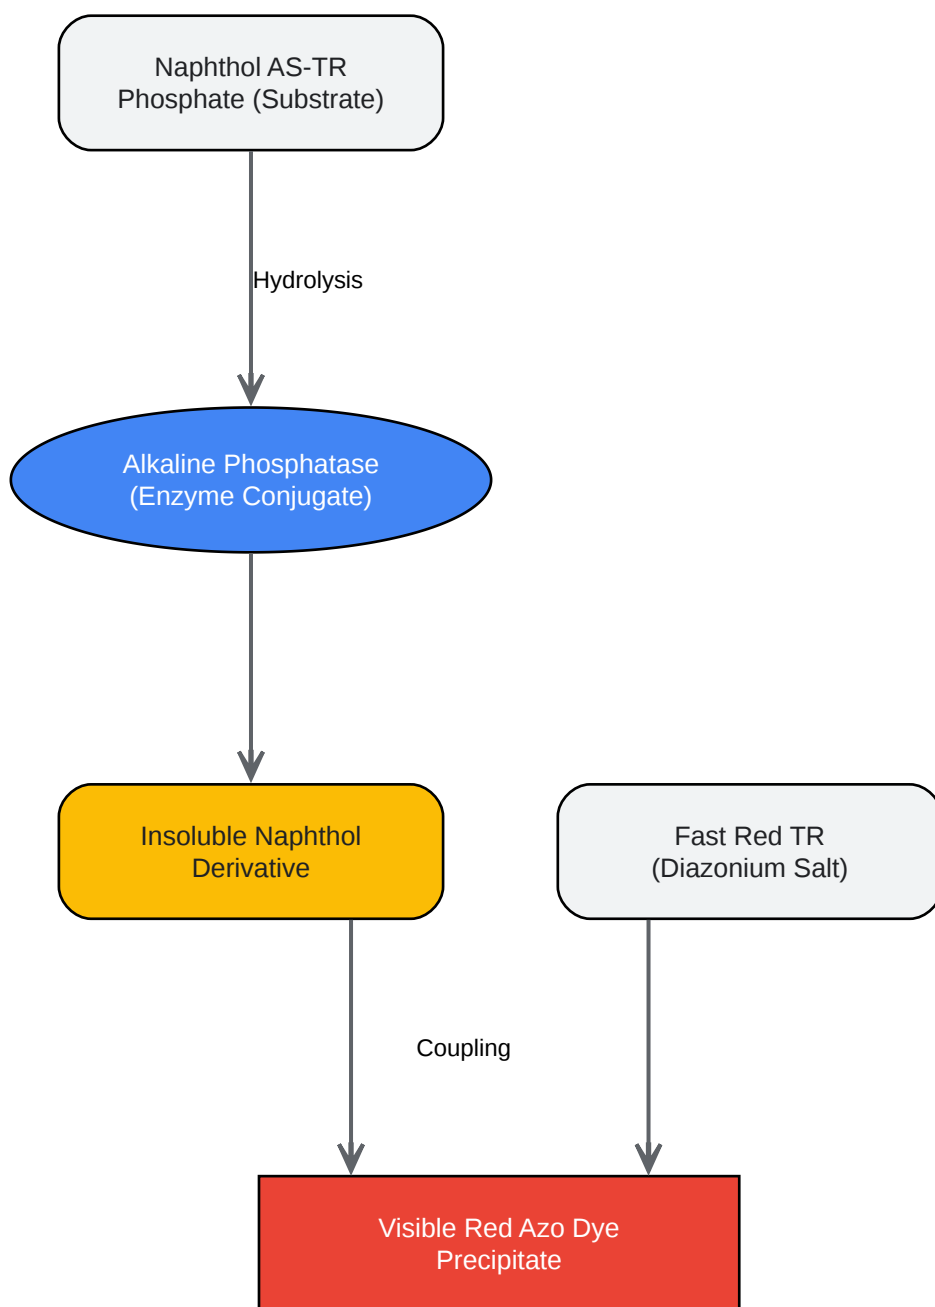 Naphthol AS-TR
Phosphate (Substrate)
Hydrolysis
Alkaline Phosphatase
(Enzyme Conjugate)
Insoluble Naphthol
Derivative
Fast Red TR
(Diazonium Salt)
Coupling
Visible Red Azo Dye
Precipitate